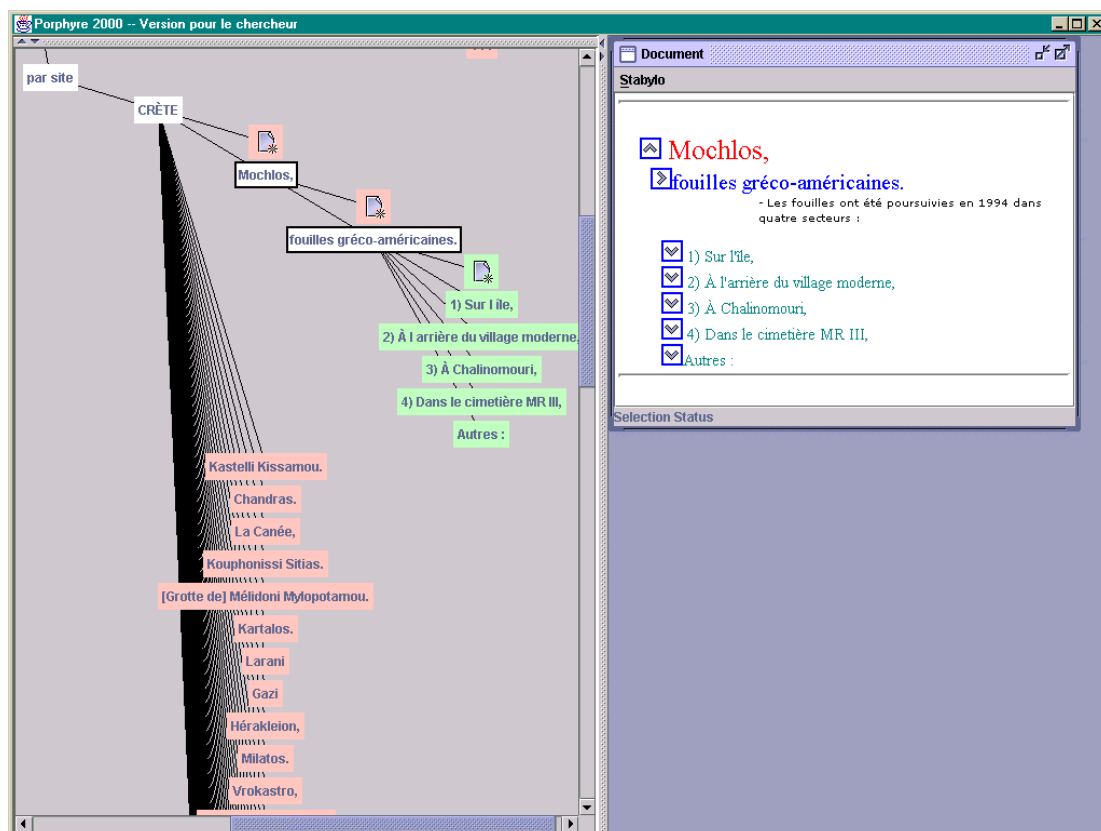 Porphyre 2000 -- Version pour le chercheur
par site
CRÈTE
Mochlos,
fouilles gréco-américaines.
1) Sur l île,
2) À l arrière du village moderne,
3) À Chalinomouri,
4) Dans le cimetière MR III,
Autres :
Kastelli Kissamou.
Chandras.
La Canée,
Kouphonissi Sitias.
[Grotte de] Mélidoni Mylopotamou.
Kartalos.
Larani
Gazi
Hérakleion,
Milatos.
Vrokastro,
Document
Stabylo
Mochlos,
fouilles gréco-américaines.
- Les fouilles ont été poursuivies en 1994 dans
quatre secteurs :
1) Sur l'île,
2) À l'arrière du village moderne,
3) À Chalinomouri,
4) Dans le cimetière MR III,
Autres :
Selection Status